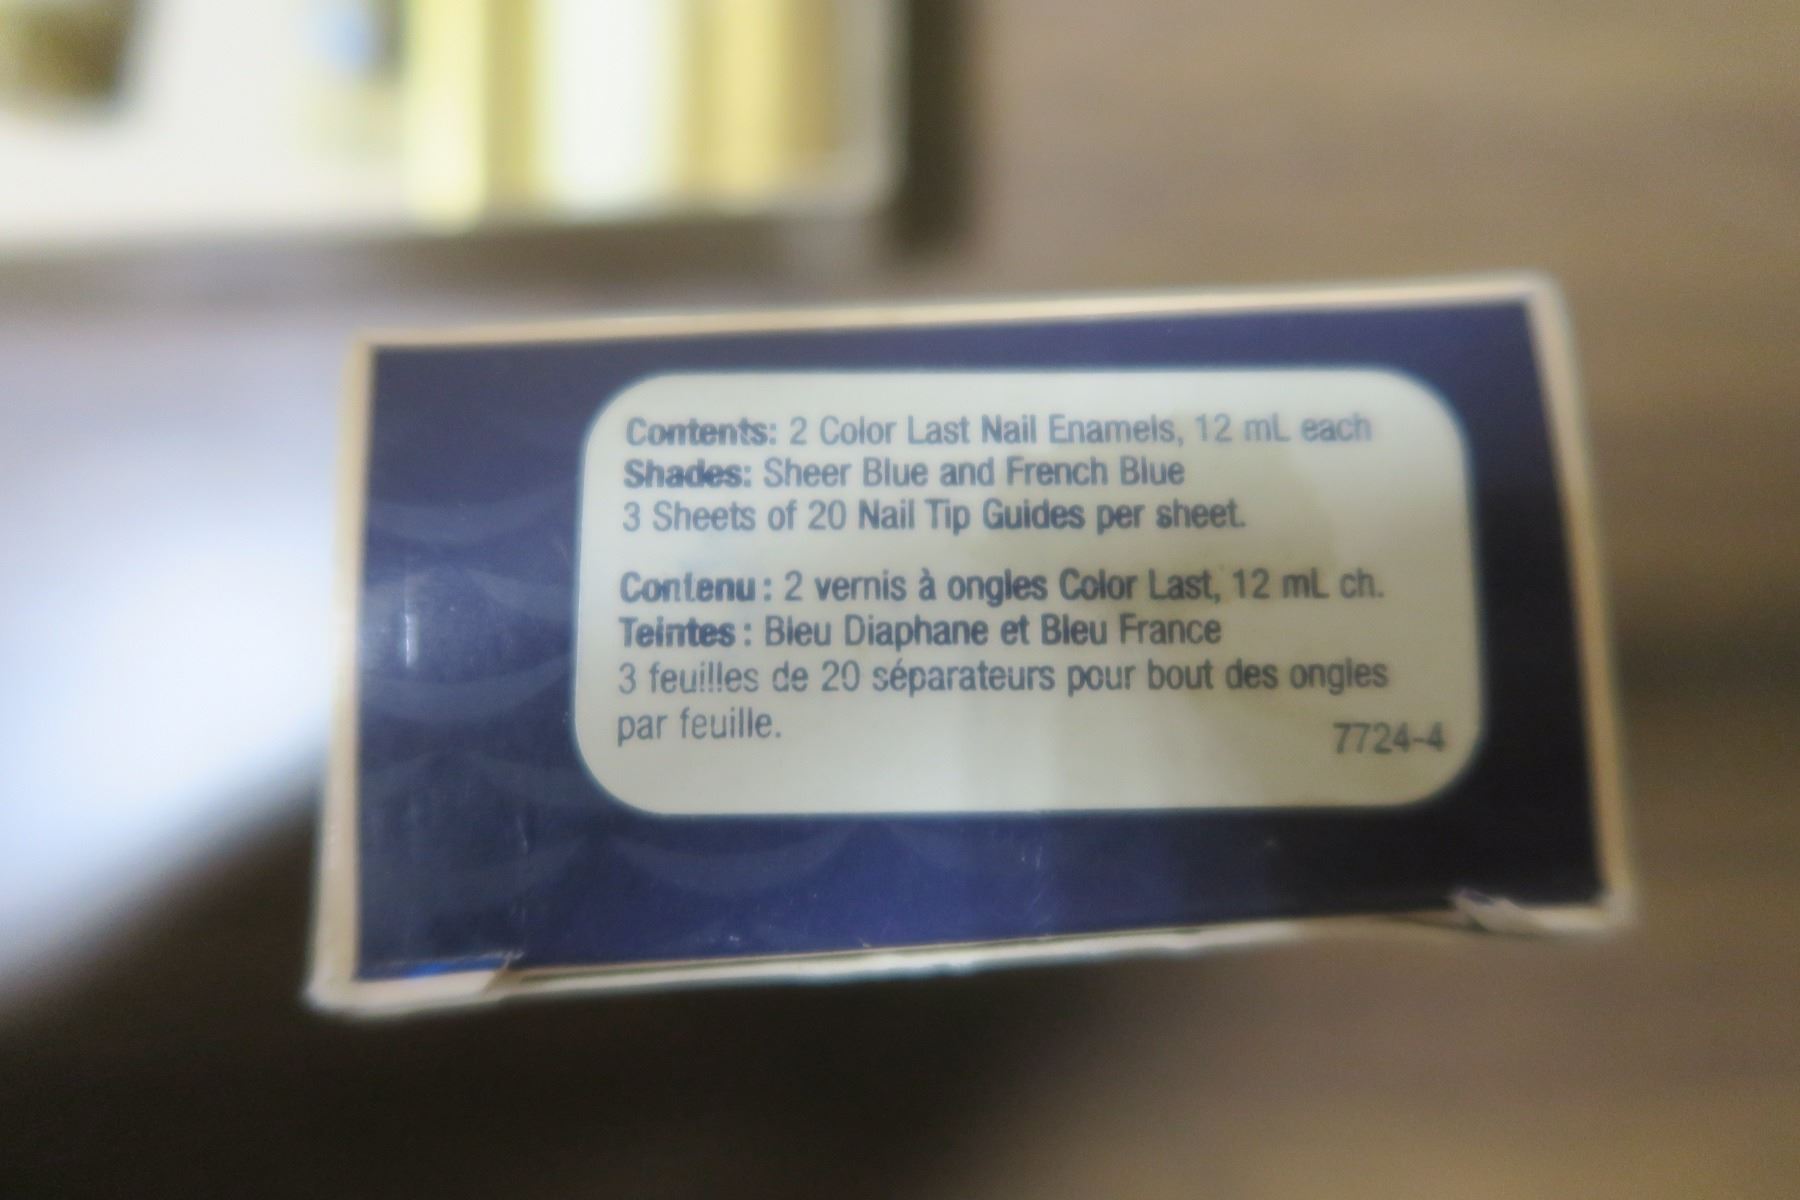 Contents: 2 Color Last Nail Enamels, 12 mL each
Shades: Sheer Blue and French Blue
3 Sheets of 20 Nail Tip Guides per sheet.
Contenu : 2 vernis à ongles Color Last, 12 mL ch.
Teintes : Bleu Diaphane et Bleu France
3 feuilles de 20 séparateurs pour bout des ongles
par feuille.
7724-4